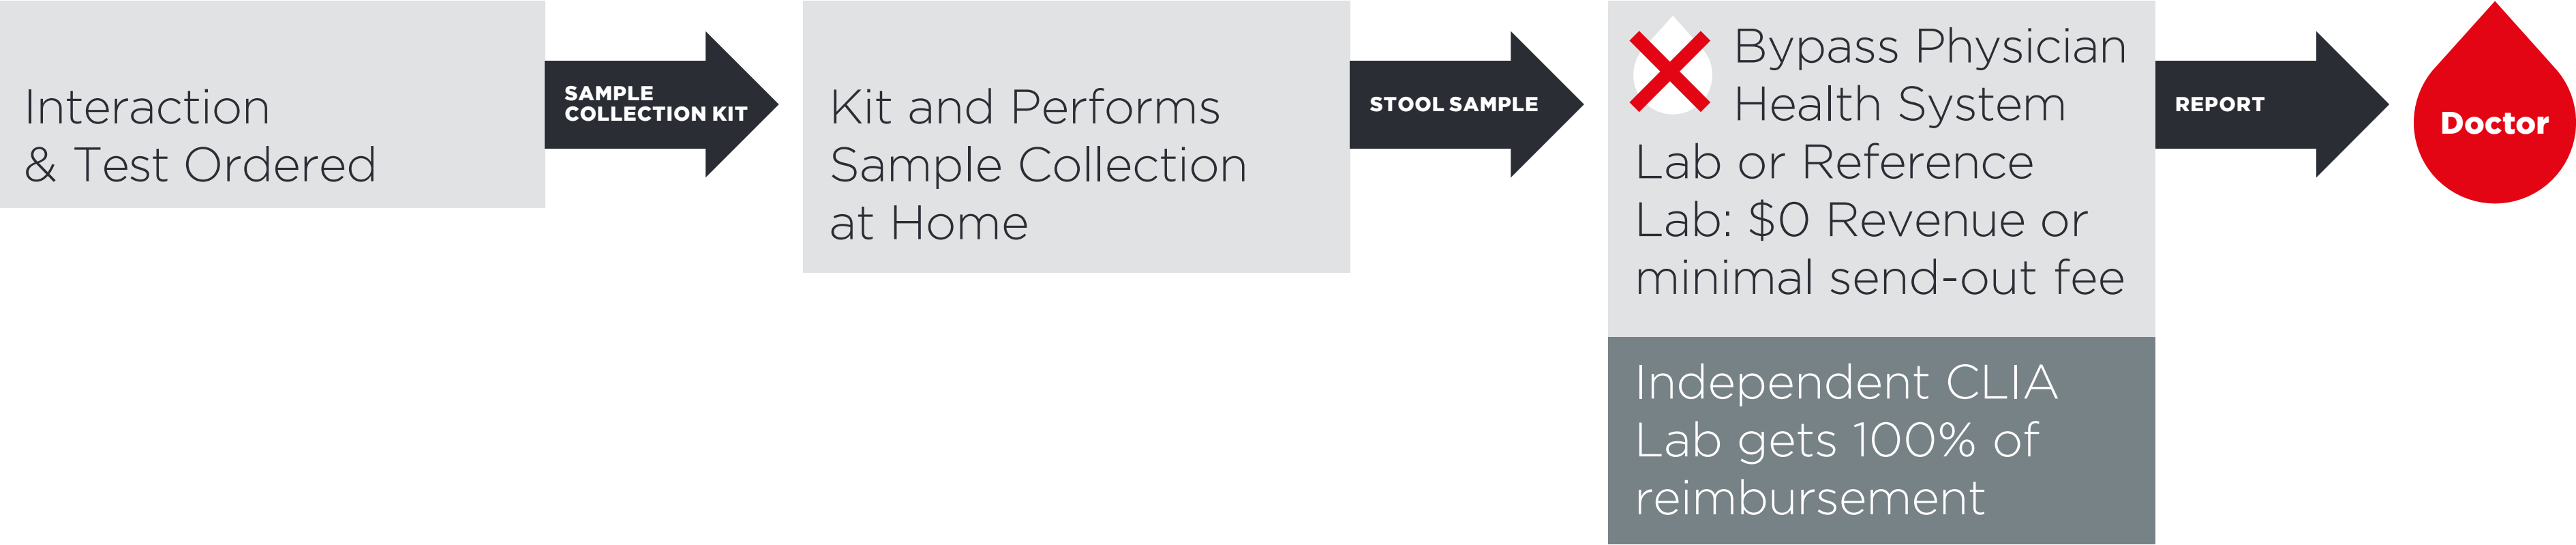 Interaction
& Test Ordered
SAMPLE
COLLECTION KIT
Kit and Performs
Sample Collection
at Home
STOOL SAMPLE
Bypass Physician
Health System
Lab or Reference
Lab: $0 Revenue or
minimal send-out fee
Independent CLIA
Lab gets 100% of
reimbursement
REPORT
Doctor